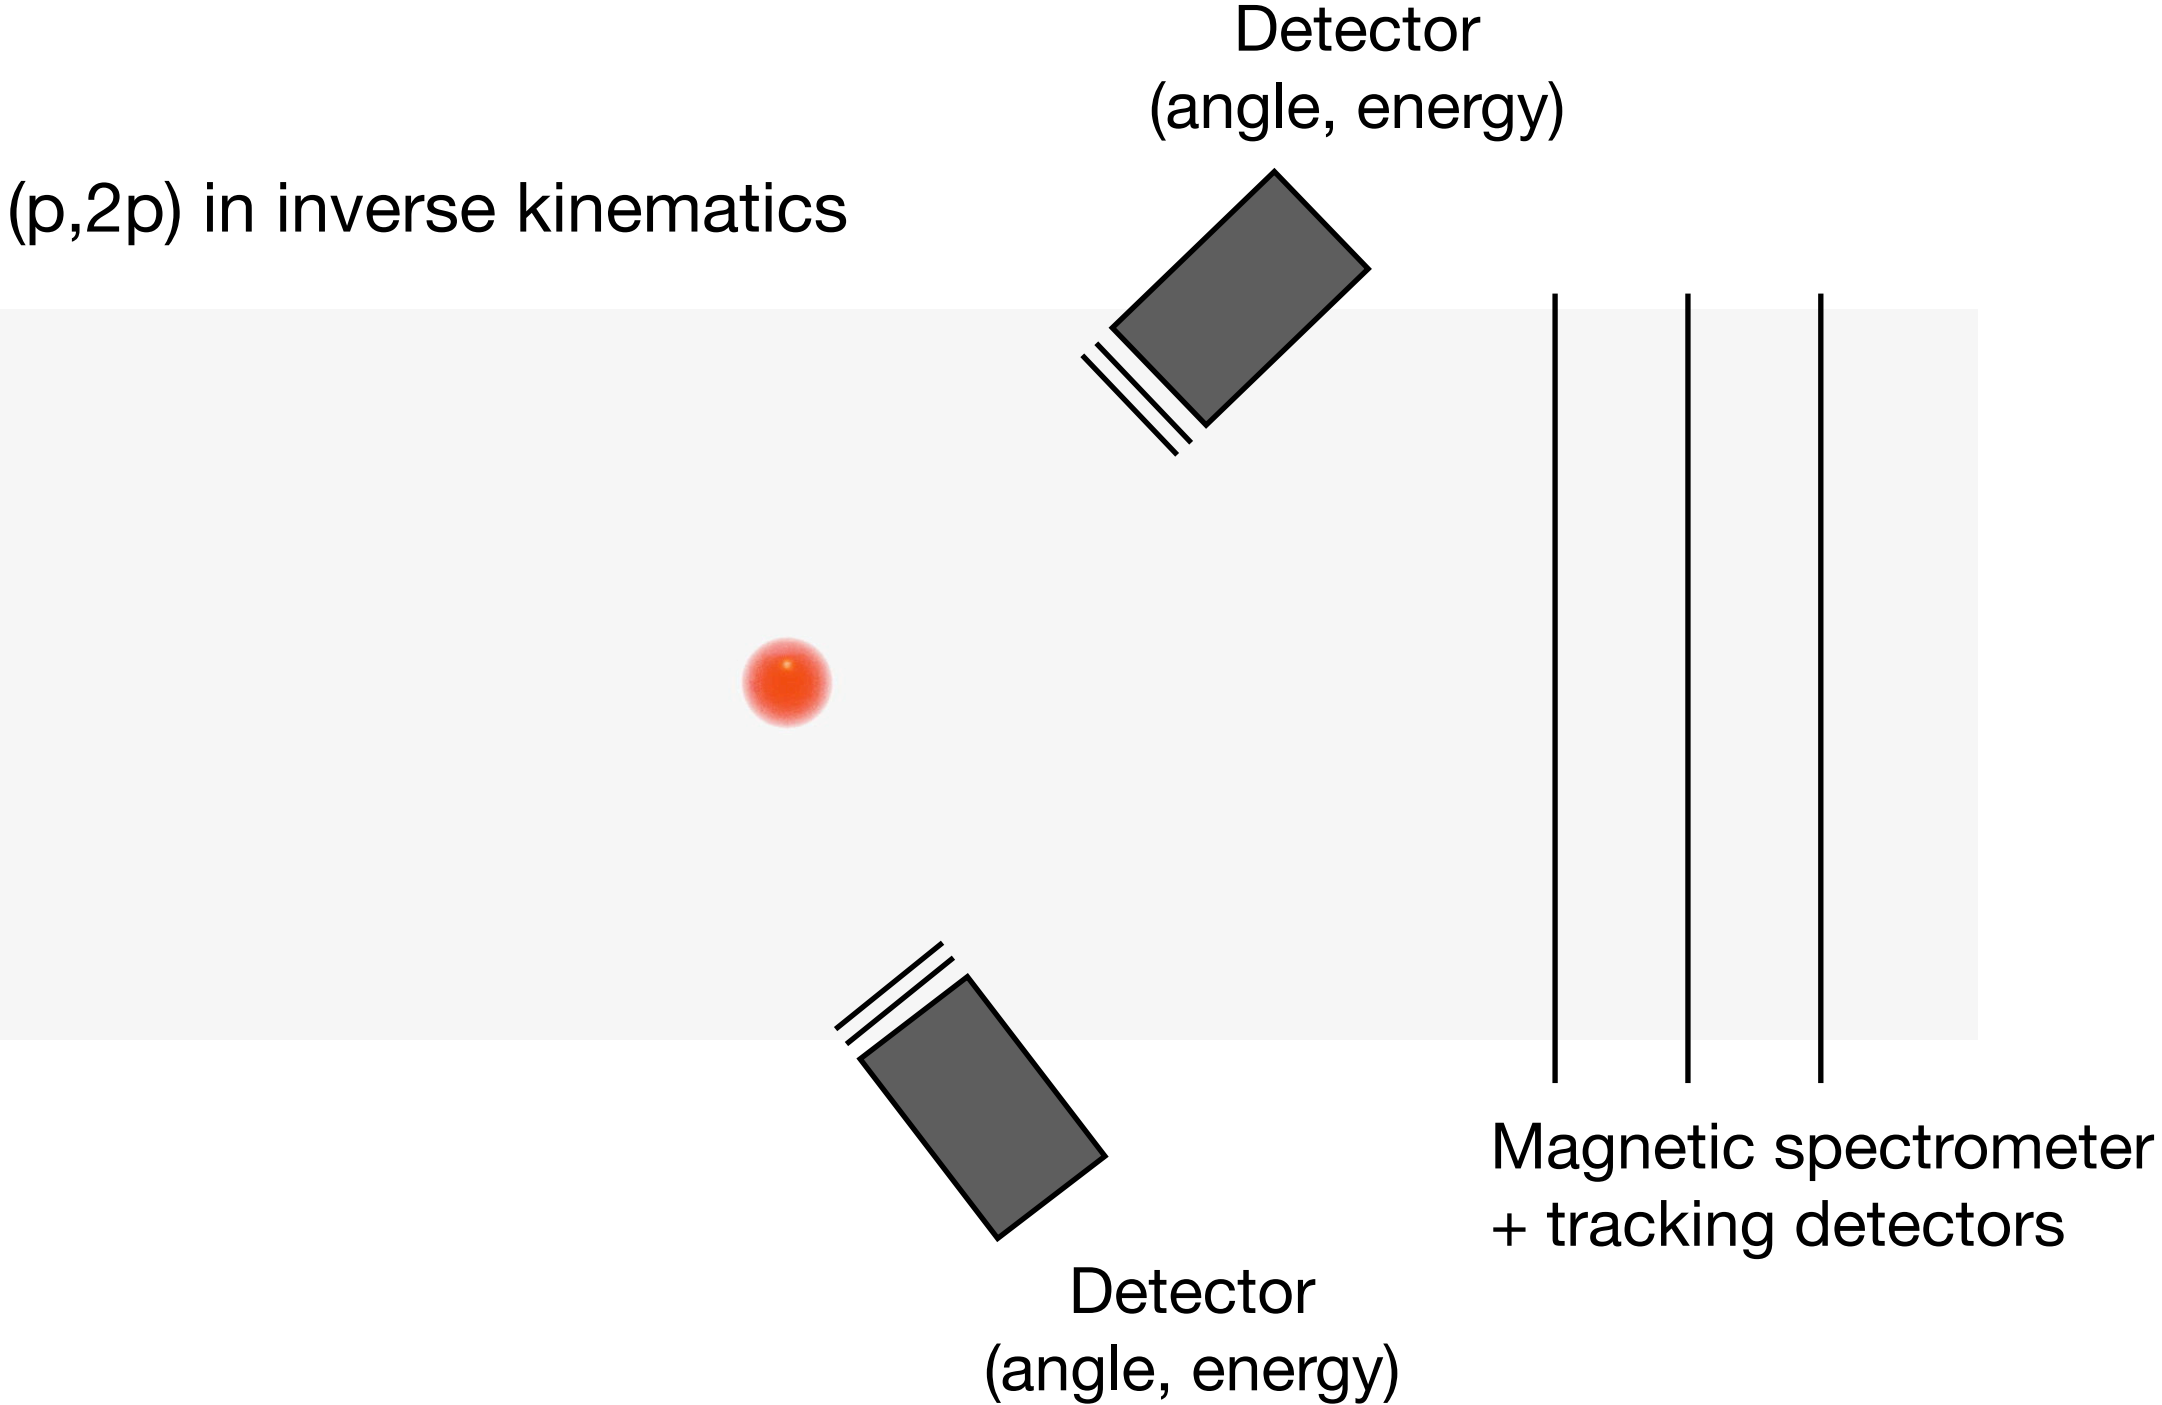 Detector
(angle, energy)
(p,2p) in inverse kinematics
Magnetic spectrometer
+ tracking detectors
Detector
(angle, energy)